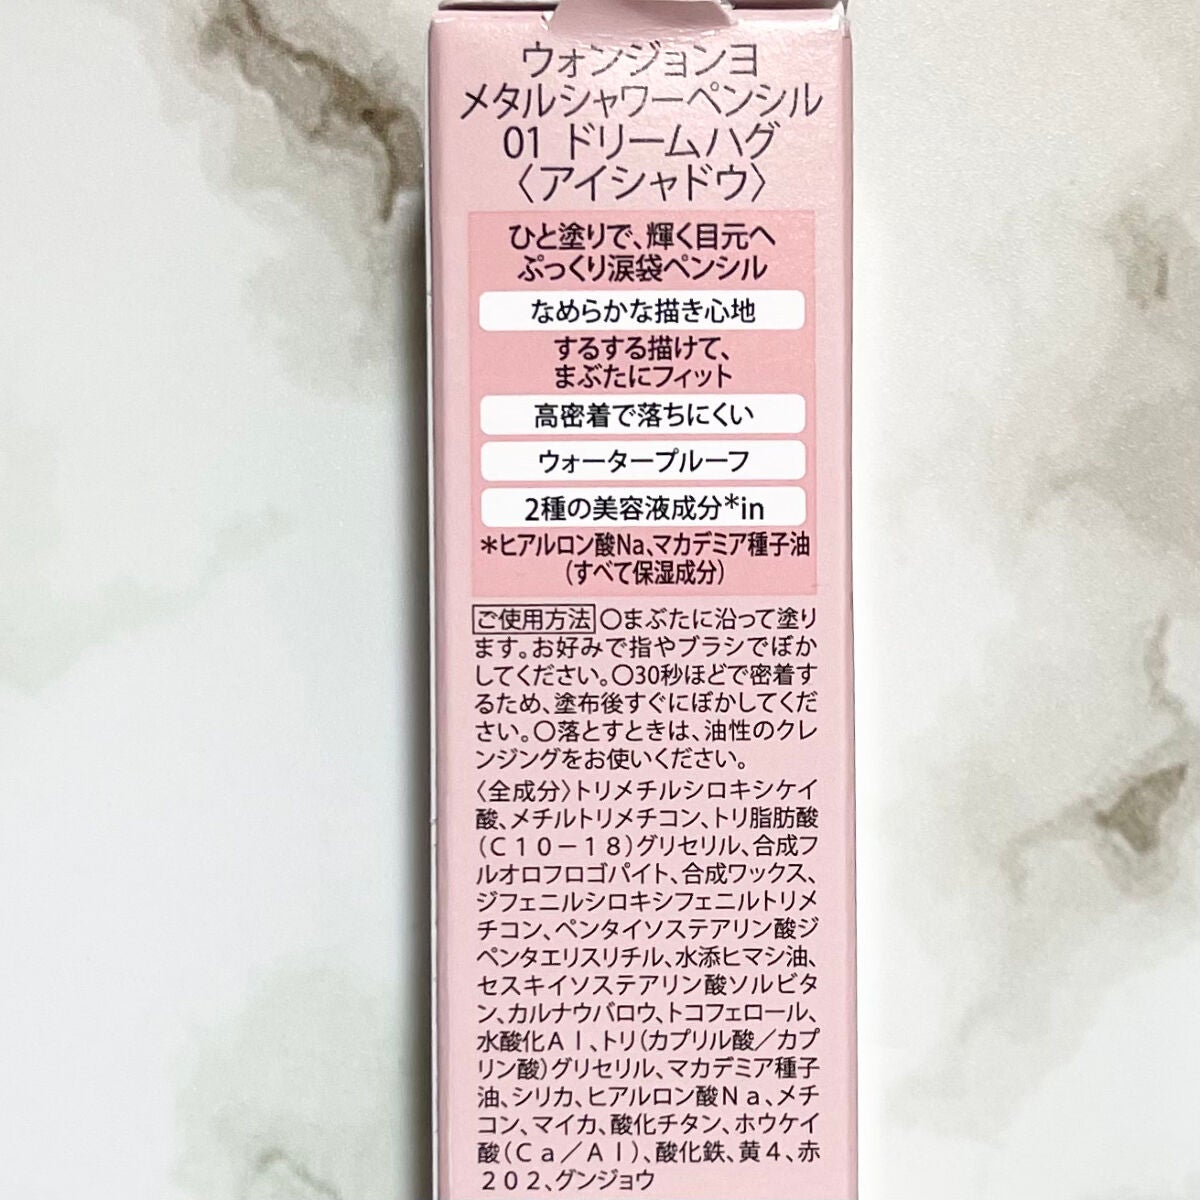 ウォンジョンヨ
メタルシャワーペンシル
01 ドリームハグ
〈アイシャドウ〉
ひと塗りで、輝く目元へ
ぷっくり涙袋ペンシル
なめらかな描き心地
するする描けて、
まぶたにフィット
高密着で落ちにくい
ウォータープルーフ
2種の美容液成分*in
*ヒアルロン酸Na、マカデミア種子油
(すべて保湿成分)
ご使用方法 〇まぶたに沿って塗り
ます。お好みで指やブラシでぼか
してください。〇30秒ほどで密着す
るため、塗布後すぐにぼかしてくだ
さい。〇落とすときは、油性のクレ
ンジングをお使いください。
〈全成分〉トリメチルシロキシケイ
酸、メチルトリメチコン、トリ脂肪酸
(C10-18)グリセリル、合成フ
ルオロフロゴパイト、合成ワックス、
ジフェニルシロキシフェニルトリメ
チコン、ペンタイソステアリン酸ジ
ペンタエリスリチル、水添ヒマシ油、
セスキイソステアリン酸ソルビタ
ン、カルナウバロウ、トコフェロール、
水酸化Al、トリ(カプリル酸/カプ
リン酸)グリセリル、マカデミア種子
油、シリカ、ヒアルロン酸Na、メチ
コン、マイカ、酸化チタン、ホウケイ
酸(Ca/Al)、酸化鉄、黄4、赤
202、グンジョウ